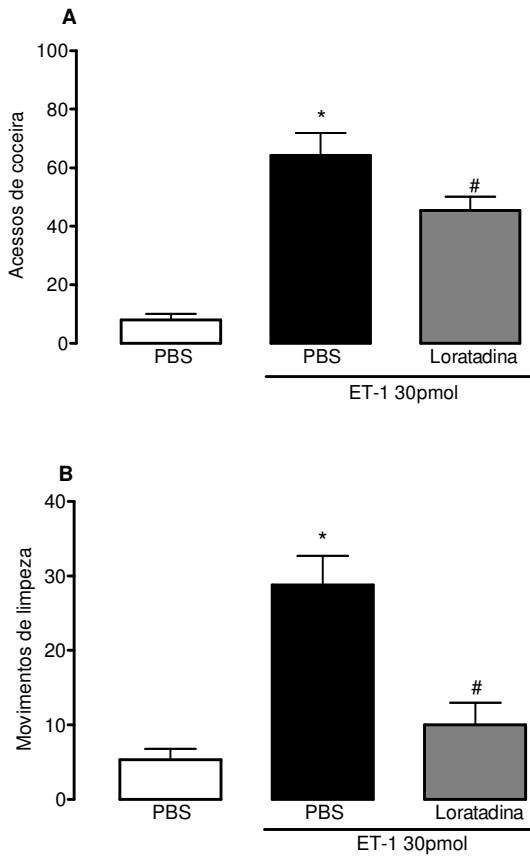 A
Acessos de coceira
100
80
60
40
20
0
*
#
PBS
PBS
Loratadina
ET-1 30pmol
B
Movimentos de limpeza
40
30
20
10
0
*
#
PBS
PBS
Loratadina
ET-1 30pmol